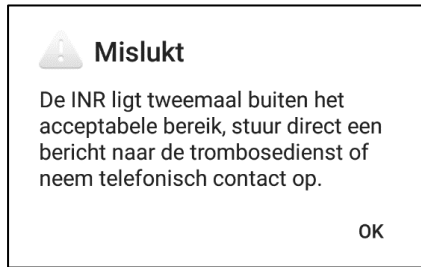 Mislukt
De INR ligt tweemaal buiten het
acceptabele bereik, stuur direct een
bericht naar de trombosedienst of
neem telefonisch contact op.
OK